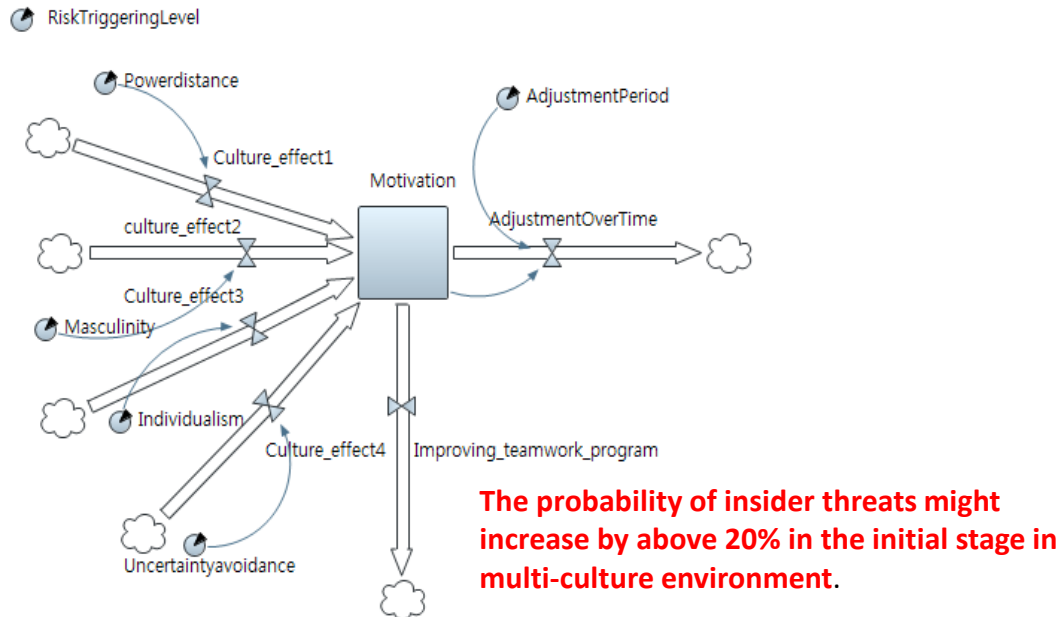 RiskTriggeringLevel
Powerdistance
AdjustmentPeriod
Culture_effect1
Motivation
culture_effect2
AdjustmentOverTime
Culture_effect3
Masculinity
Individualism
Culture_effect4
Improving_teamwork_program
The probability of insider threats might
increase by above 20% in the initial stage in
multi-culture environment.
Uncertaintyavoidance